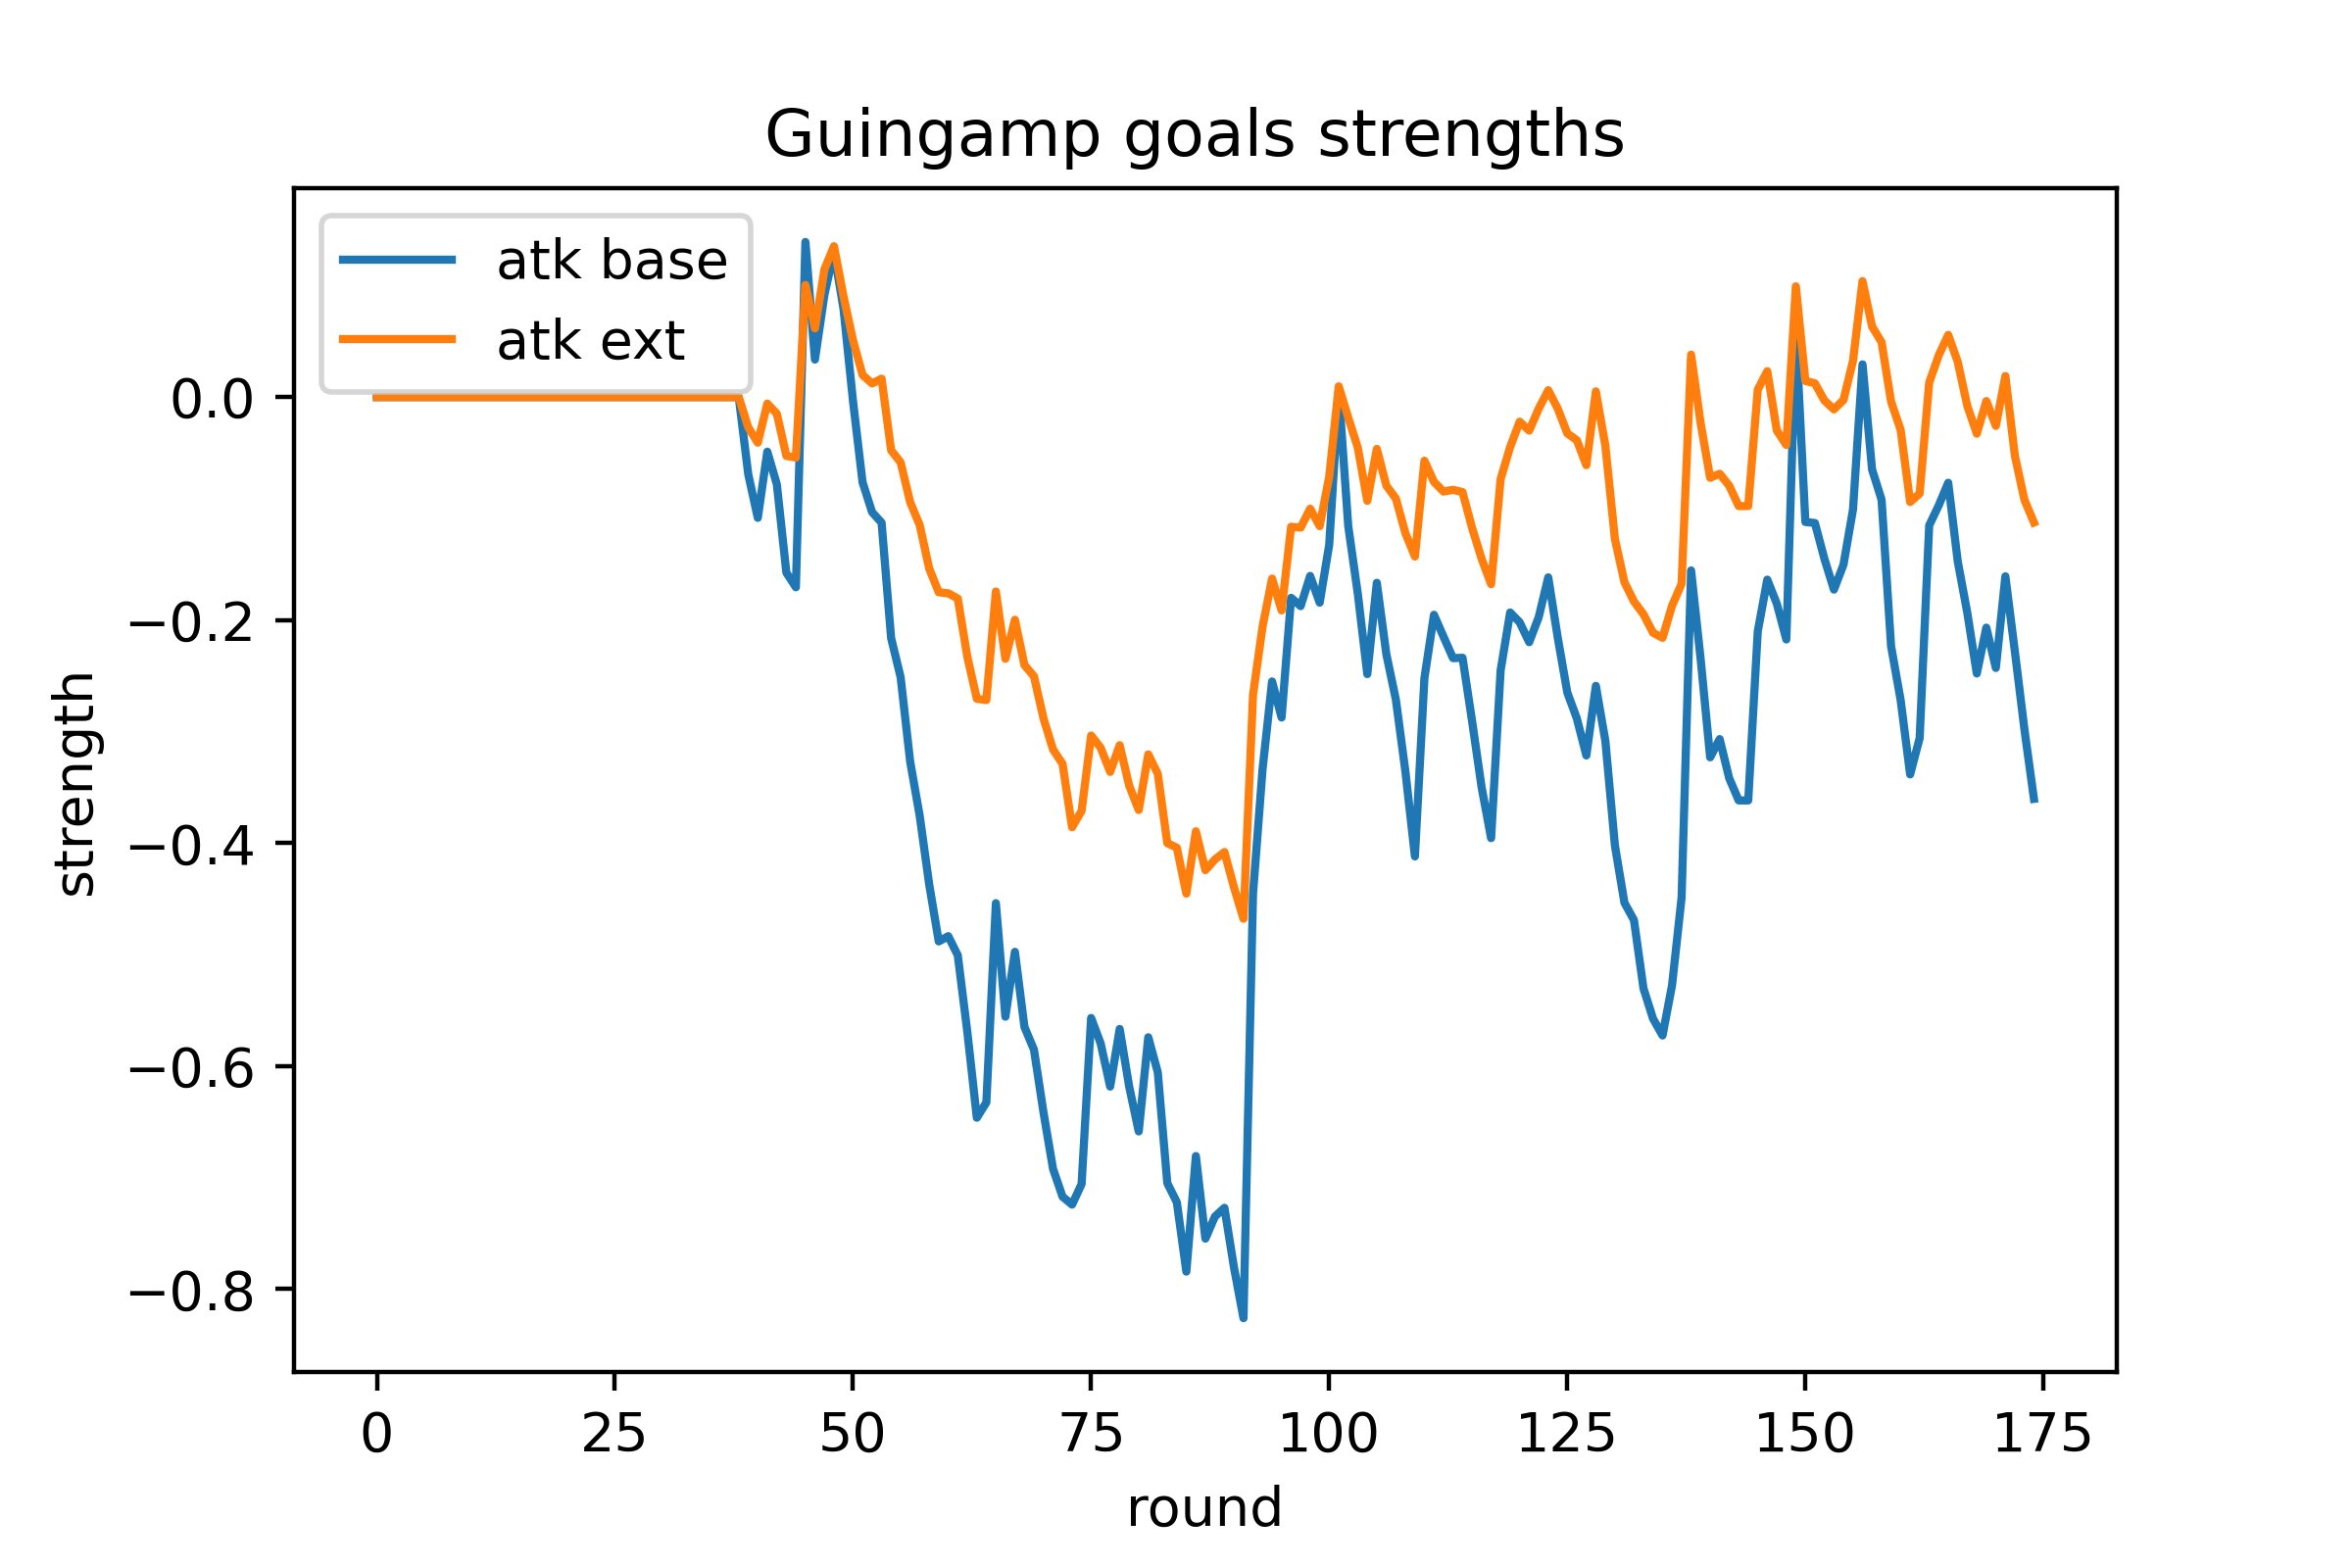 Guingamp goals strengths
atk base
atk ext
strength
0.0
−0.2
−0.4
−0.6
−0.8
0 25 50 75 100 125 150 175
round